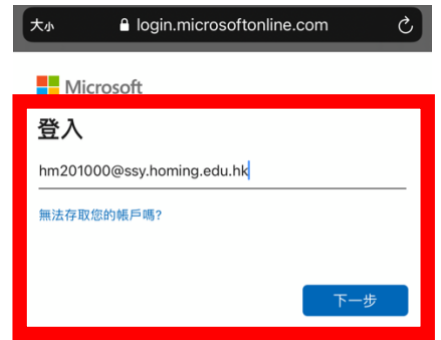 大小 login.microsoftonline.com
Microsoft
登入
hm201000@ssy.homing.edu.hk
無法存取您的帳戶嗎?
下一步